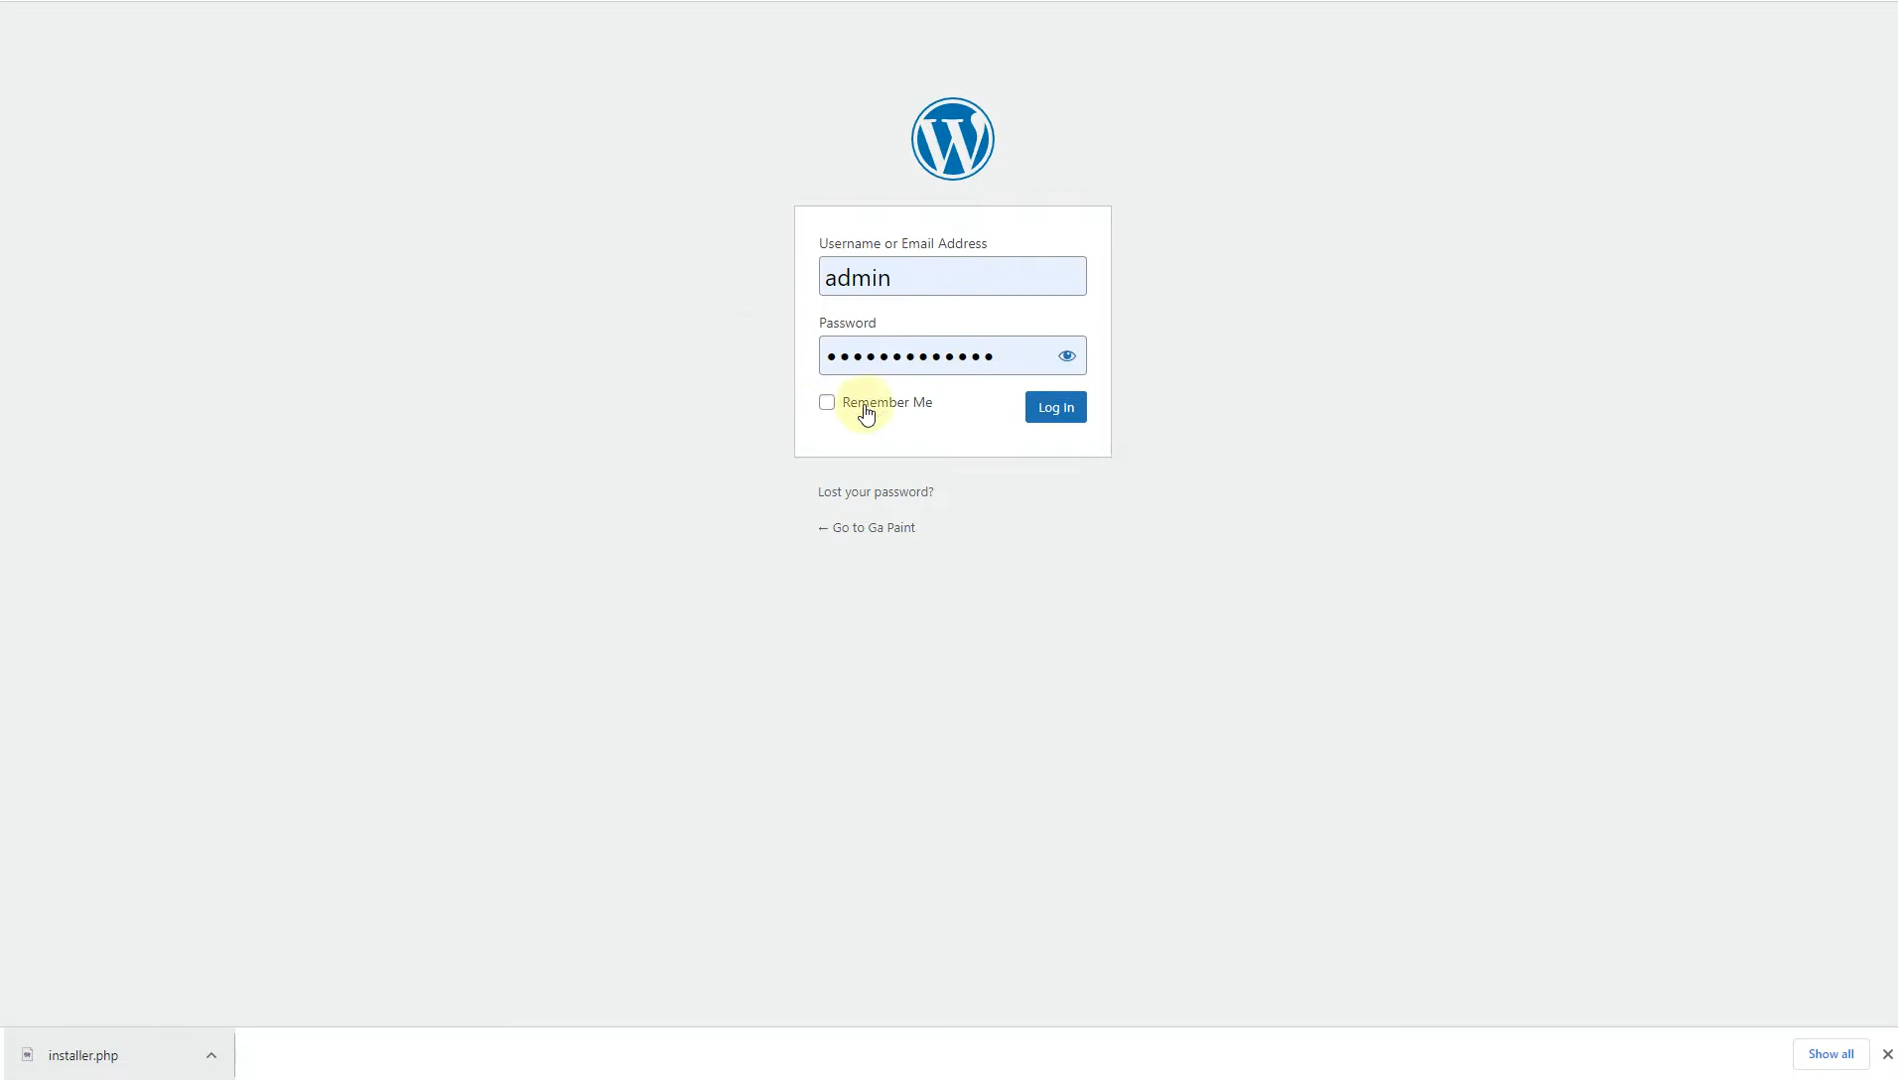 Username or Email Address
admin
Password
Remember Me
Log In
Lost your password?
← Go to Ga Paint
installer.php
Show all